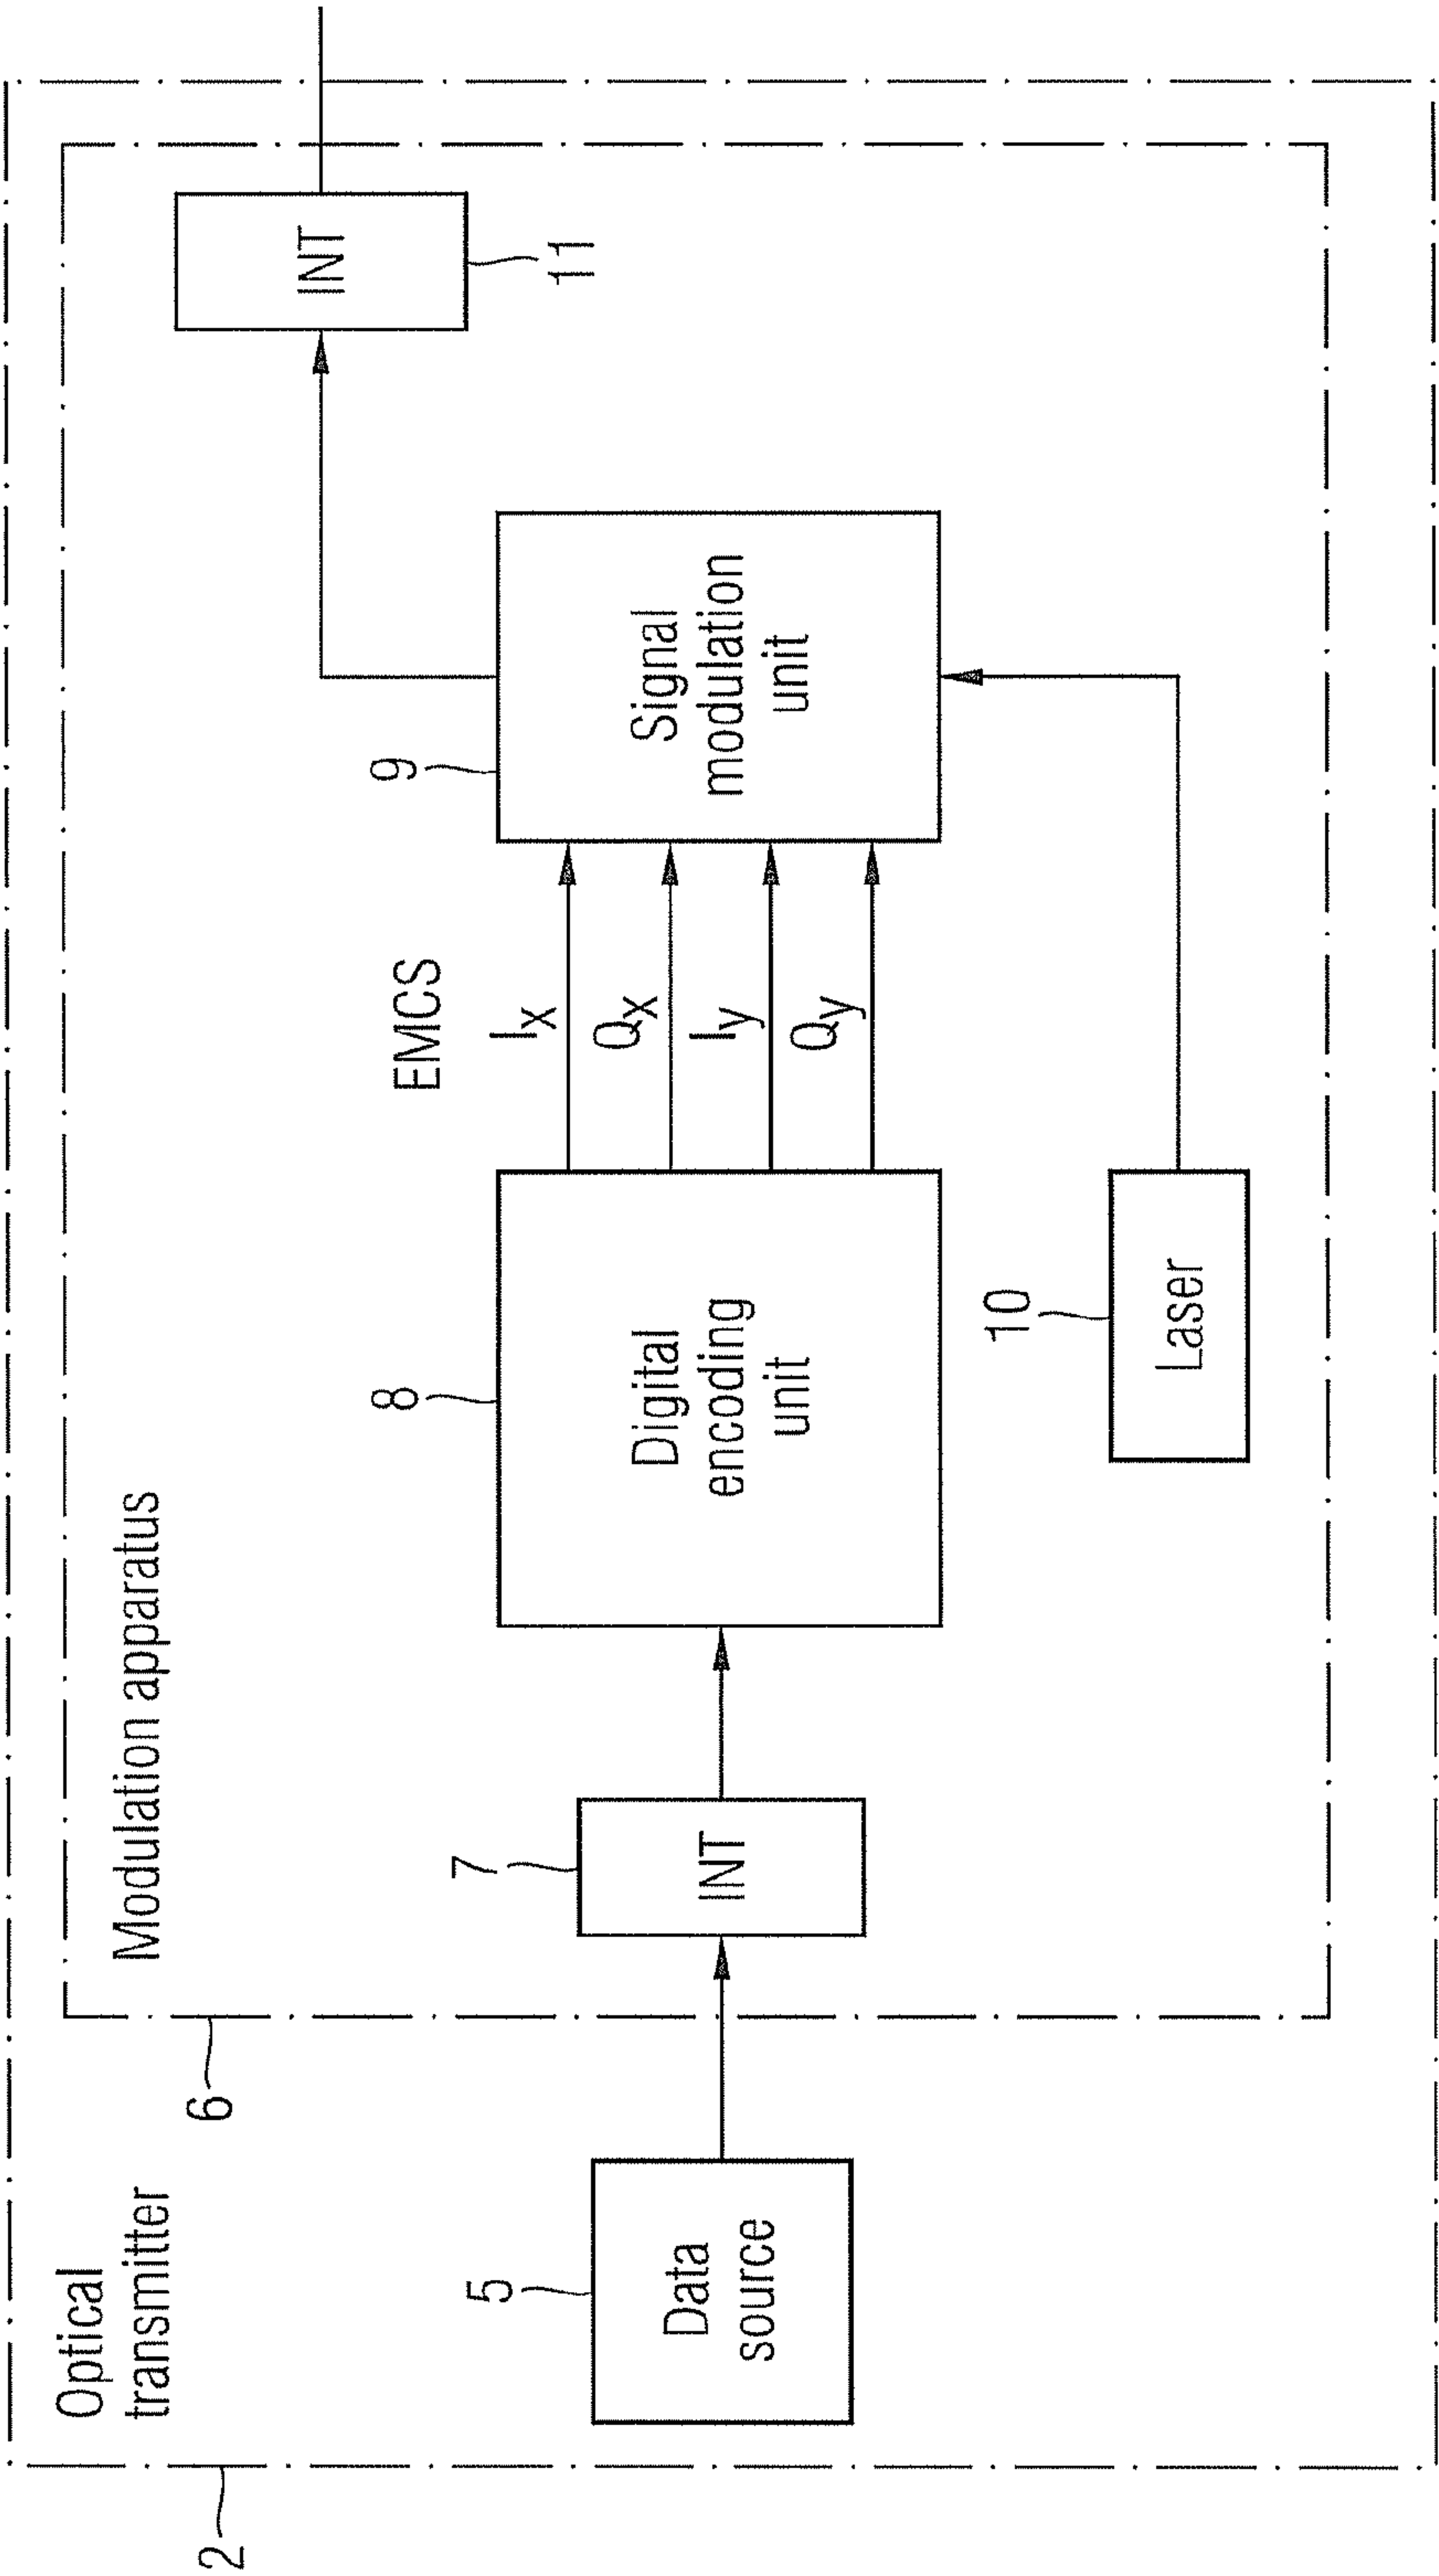 2
Optical
transmitter
6
Modulation apparatus
5
Data
source
7
INT
8
Digital
encoding
unit
EMCS
Ix
Qx
Iy
Qy
9
Signal
modulation
unit
10
Laser
INT
11